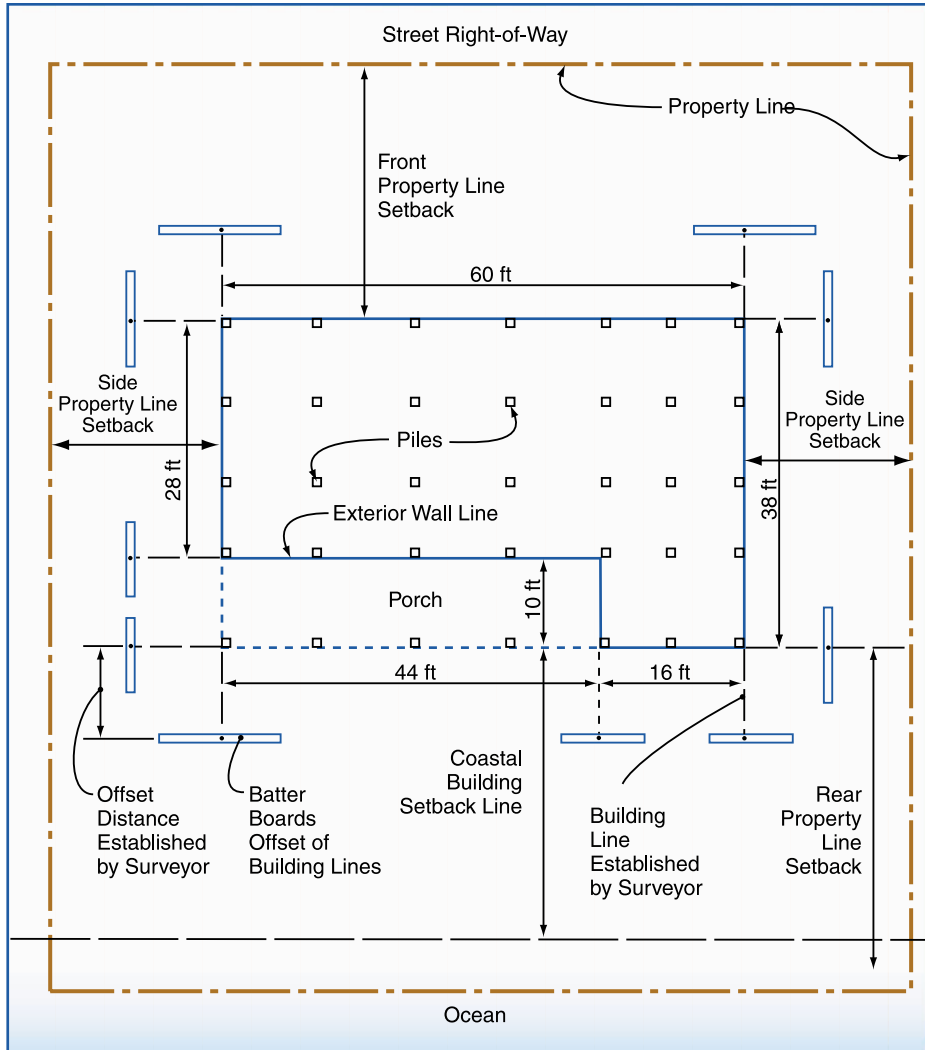 Street Right-of-Way
Property Line
Front
Property Line
Setback
60 ft
Side
Property Line
Setback
Side
Property Line
Setback
Piles
28 ft
38 ft
Exterior Wall Line
Porch
10 ft
44 ft
16 ft
Coastal
Building
Setback Line
Offset
Distance
Established
by Surveyor
Batter
Boards
Offset of
Building Lines
Building
Line
Established
by Surveyor
Rear
Property
Line
Setback
Ocean